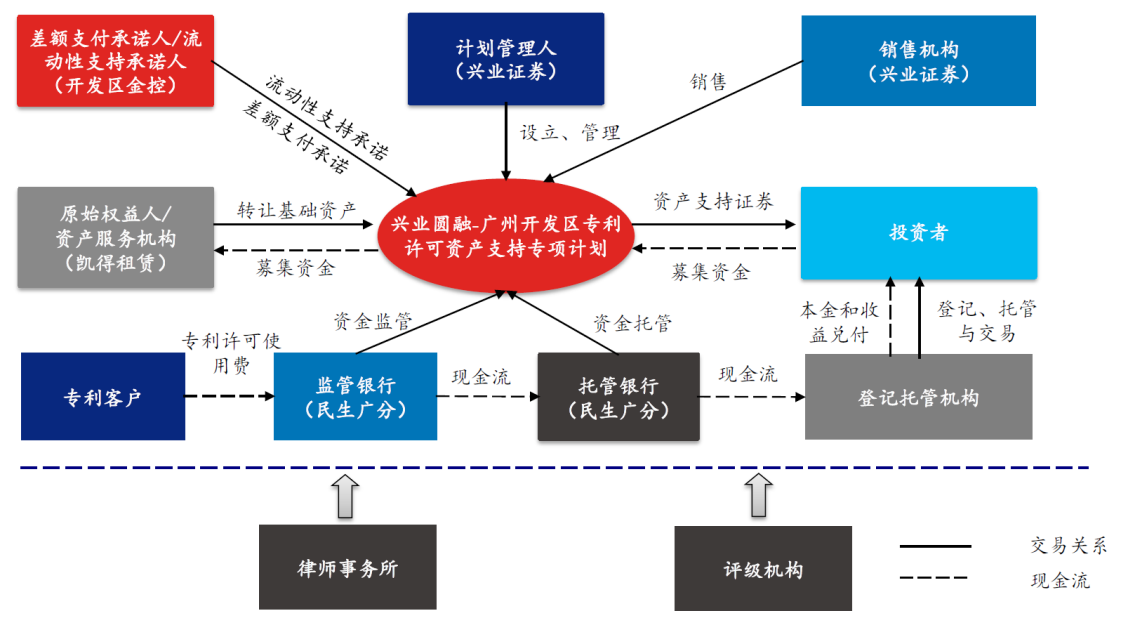 差额支付承诺人/流
动性支持承诺人
(开发区金控)
计划管理人
(兴业证券)
销售机构
(兴业证券)
流动性支持承诺
差额支付承诺
设立、管理
销售
原始权益人/
资产服务机构
(凯得租赁)
转让基础资产
募集资金
兴业圆融-广州开发区专利
许可资产支持专项计划
资产支持证券
募集资金
投资者
资金监管
资金托管
本金和收
益兑付
登记、托管
与交易
专利客户
专利许可使
用费
监管银行
(民生广分)
现金流
托管银行
(民生广分)
现金流
登记托管机构
律师事务所
评级机构
交易关系
现金流